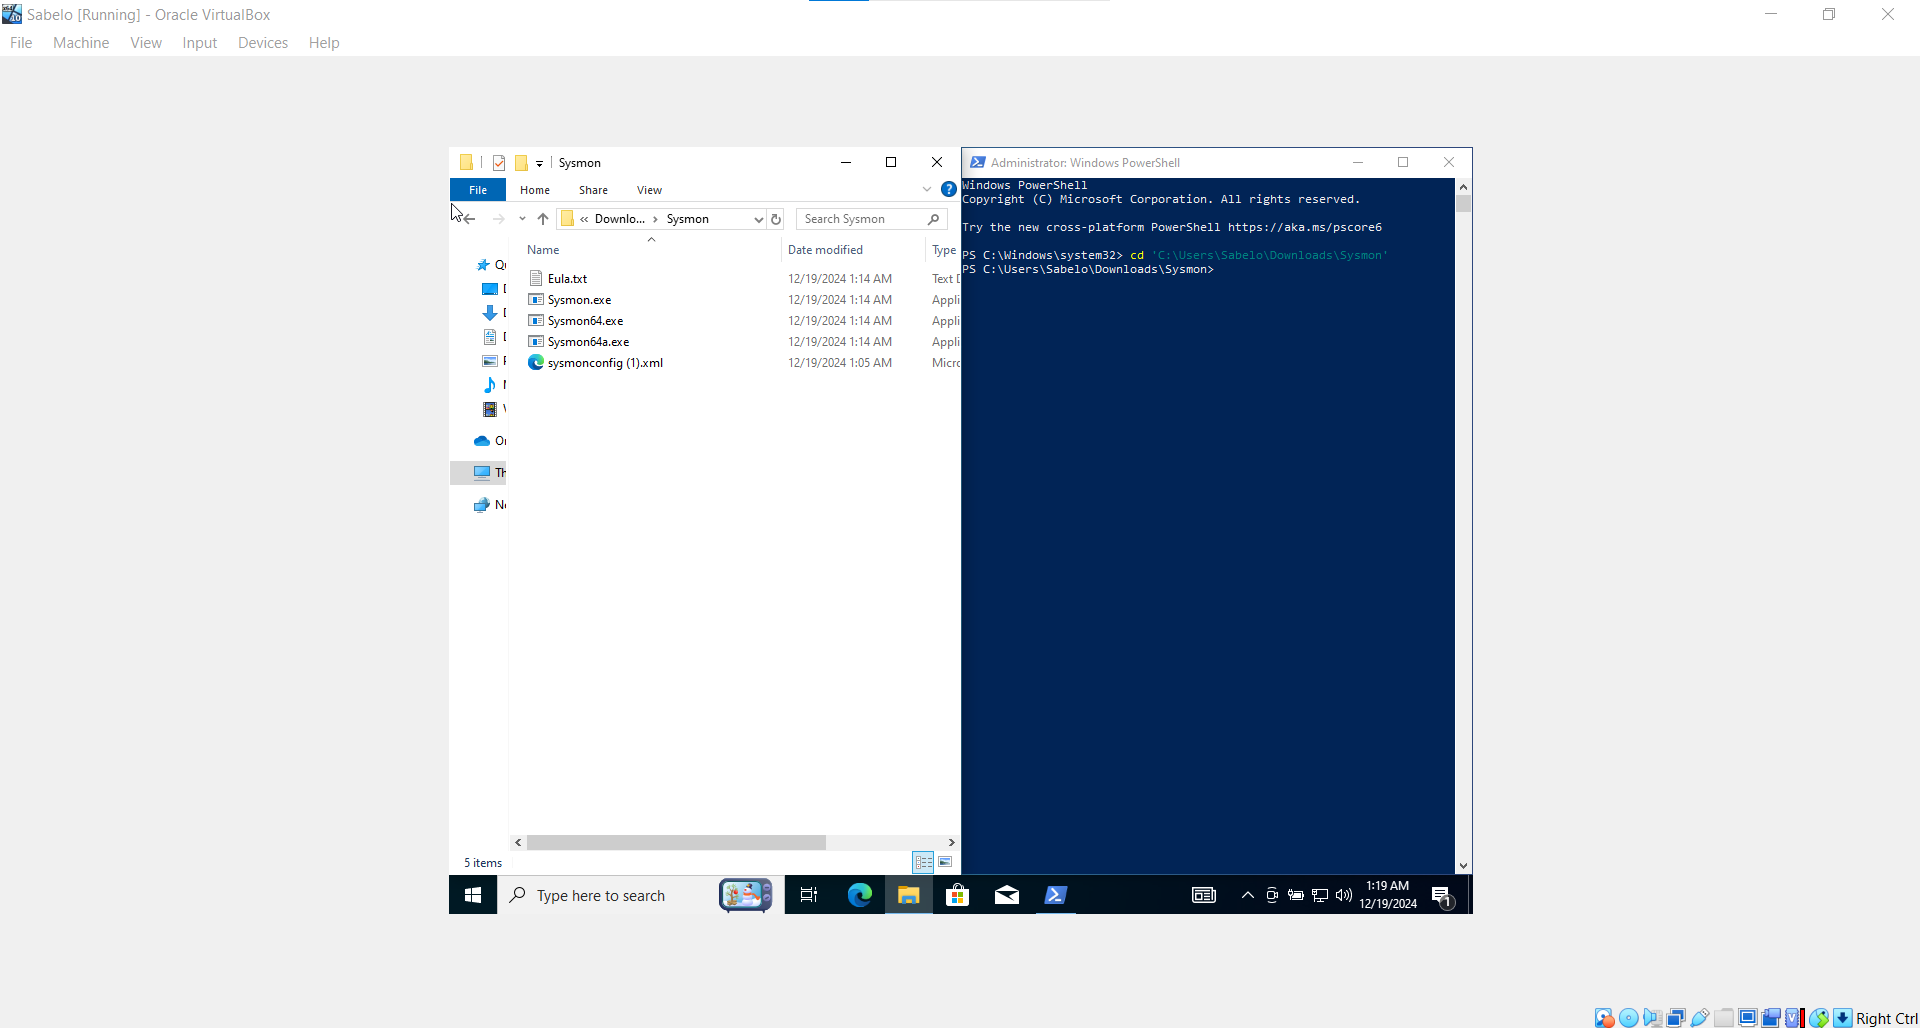 Sabelo [Running] - Oracle VirtualBox
File Machine View Input Devices Help
Sysmon
File Home Share View
« Downlo... › Sysmon
Search Sysmon
Name Date modified Type
Eula.txt 12/19/2024 1:14 AM Text
Sysmon.exe 12/19/2024 1:14 AM Appli
Sysmon64.exe 12/19/2024 1:14 AM Appli
Sysmon64a.exe 12/19/2024 1:14 AM Appli
sysmonconfig (1).xml 12/19/2024 1:05 AM Micr
5 items
Administrator: Windows PowerShell
Windows PowerShell
Copyright (C) Microsoft Corporation. All rights reserved.
Try the new cross-platform PowerShell https://aka.ms/pscore6
PS C:\Windows\system32> cd 'C:\Users\Sabelo\Downloads\Sysmon'
PS C:\Users\Sabelo\Downloads\Sysmon>
Type here to search
1:19 AM
12/19/2024
1
Right Ctrl